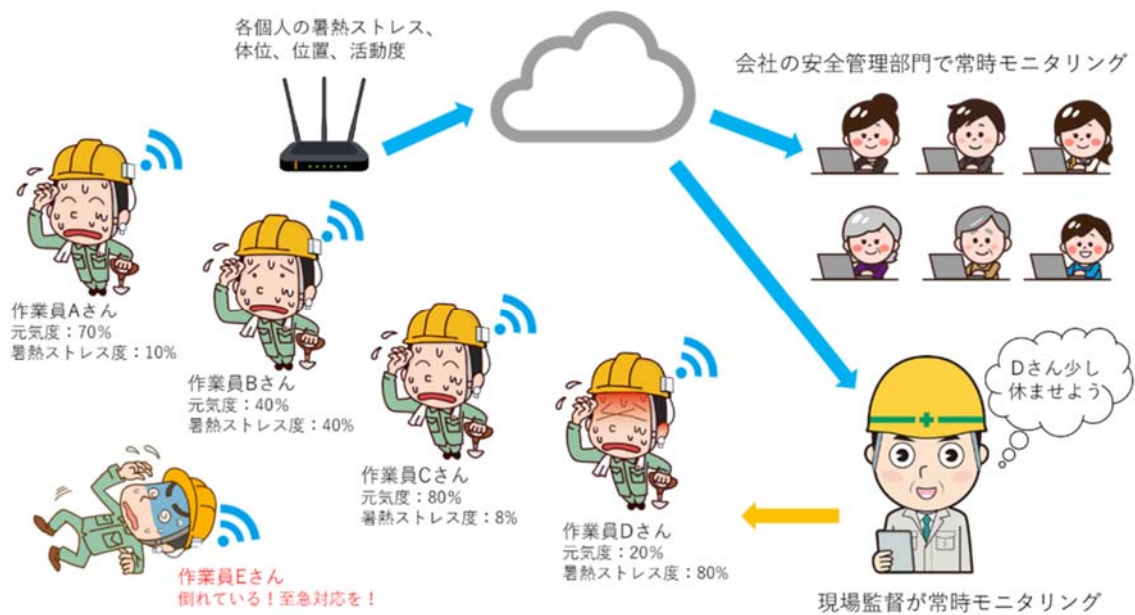 各個人の暑熱ストレス、
体位、位置、活動度
会社の安全管理部門で常時モニタリング
作業員Aさん
元気度：70%
暑熱ストレス度：10%
作業員Bさん
元気度：40%
暑熱ストレス度：40%
作業員Cさん
元気度：80%
暑熱ストレス度：8%
作業員Dさん
元気度：20%
暑熱ストレス度：80%
作業員Eさん
倒れている！至急対応を！
Dさん少し
休ませよう
現場監督が常時モニタリング